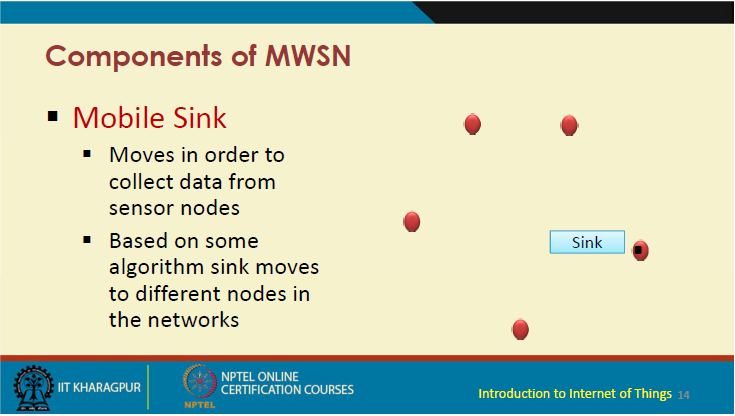 Components of MWSN
▪ Mobile Sink
▪ Moves in order to
collect data from
sensor nodes
▪ Based on some
algorithm sink moves
to different nodes in
the networks
Sink
IIT KHARAGPUR
NPTEL
NPTEL ONLINE
CERTIFICATION COURSES
Introduction to Internet of Things 14